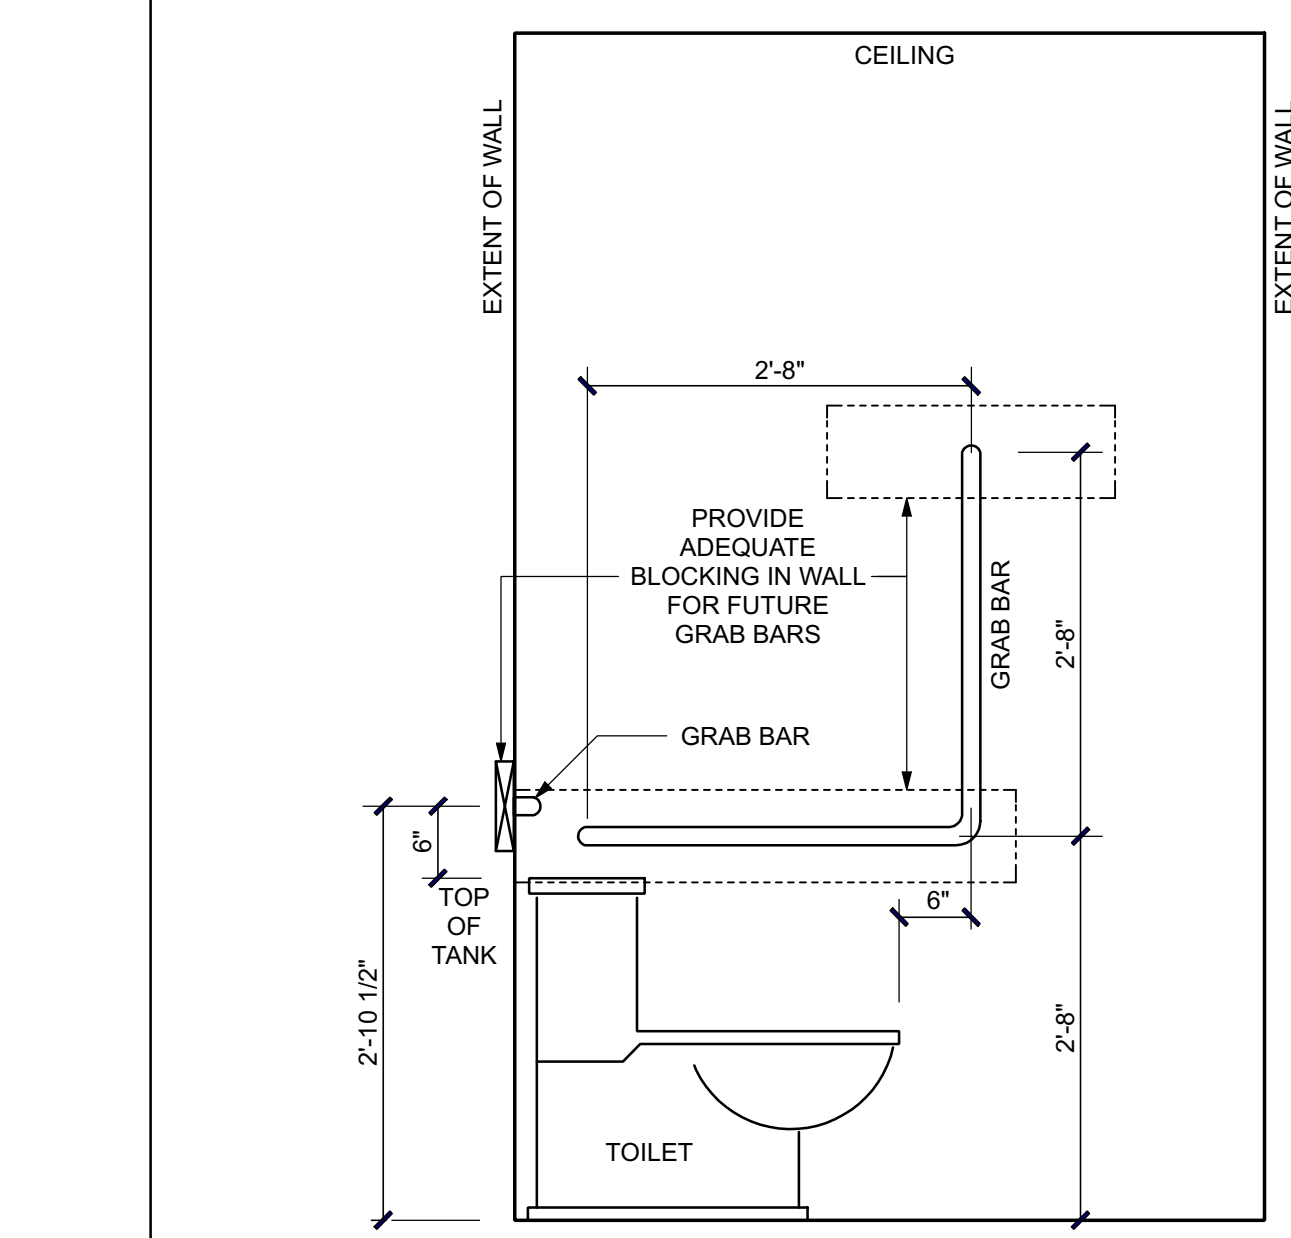 CEILING
EXTENT OF WALL
EXTENT OF WALL
2'-8"
PROVIDE
ADEQUATE
BLOCKING IN WALL
FOR FUTURE
GRAB BARS
GRAB BAR
2'-8"
GRAB BAR
6"
TOP
OF
TANK
6"
2'-10 1/2"
2'-8"
TOILET